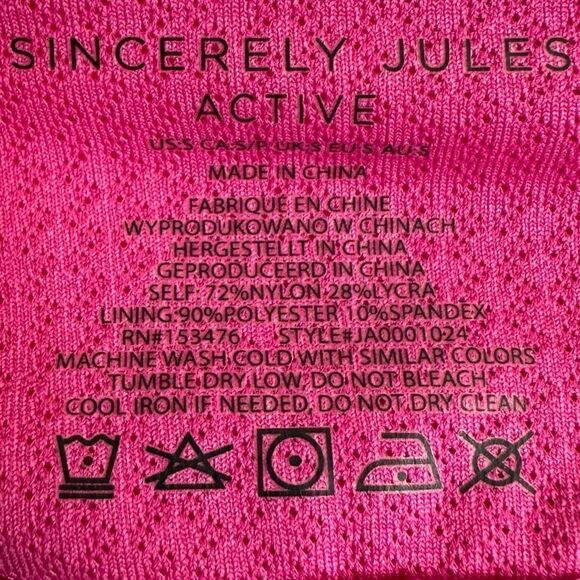 SINCERELY JULES
ACTIVE
US:S CA:S/P UK:S EU:S AU:S
MADE IN CHINA
FABRIQUE EN CHINE
WYPRODUKOWANO W CHINACH
HERGESTELLT IN CHINA
GEPRODUCEERD IN CHINA
SELF: 72%NYLON 28%LYCRA
LINING:90%POLYESTER 10%SPANDEX
RN#153476 STYLE#JA0001024
MACHINE WASH COLD WITH SIMILAR COLORS
TUMBLE DRY LOW, DO NOT BLEACH
COOL IRON IF NEEDED, DO NOT DRY CLEAN